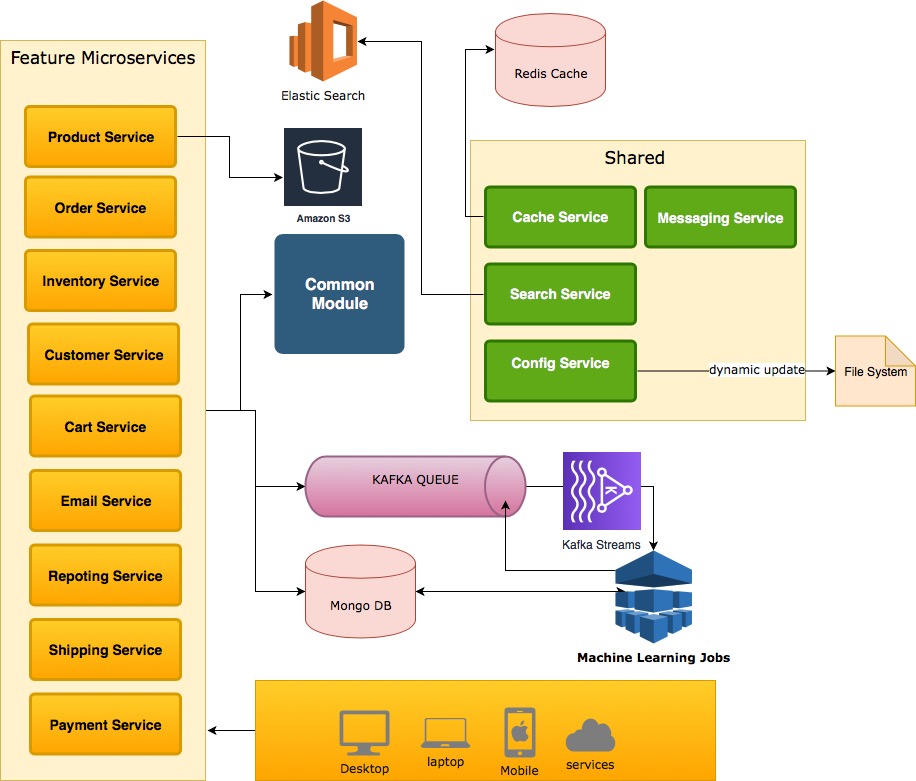 Feature Microservices
Product Service
Order Service
Inventory Service
Customer Service
Cart Service
Email Service
Repoting Service
Shipping Service
Payment Service
Elastic Search
Amazon S3
Common
Module
Redis Cache
Shared
Cache Service
Messaging Service
Search Service
Config Service
dynamic update
File System
KAFKA QUEUE
K
Kafka Streams
Mongo DB
Machine Learning Jobs
Desktop
laptop
Mobile
services